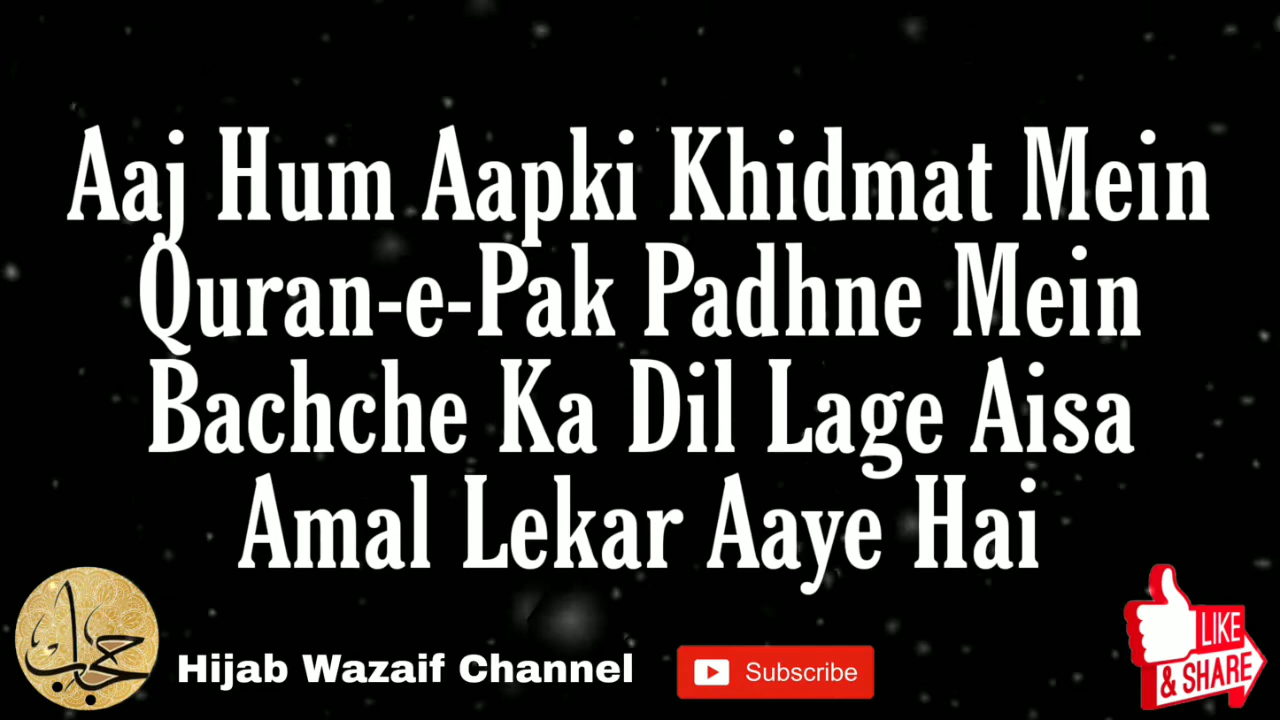 Aaj Hum Aapki Khidmat Mein
Quran-e-Pak Padhne Mein
Bachche Ka Dil Lage Aisa
Amal Lekar Aaye Hai
حجاب
Hijab Wazaif Channel
Subscribe
LIKE
& SHARE